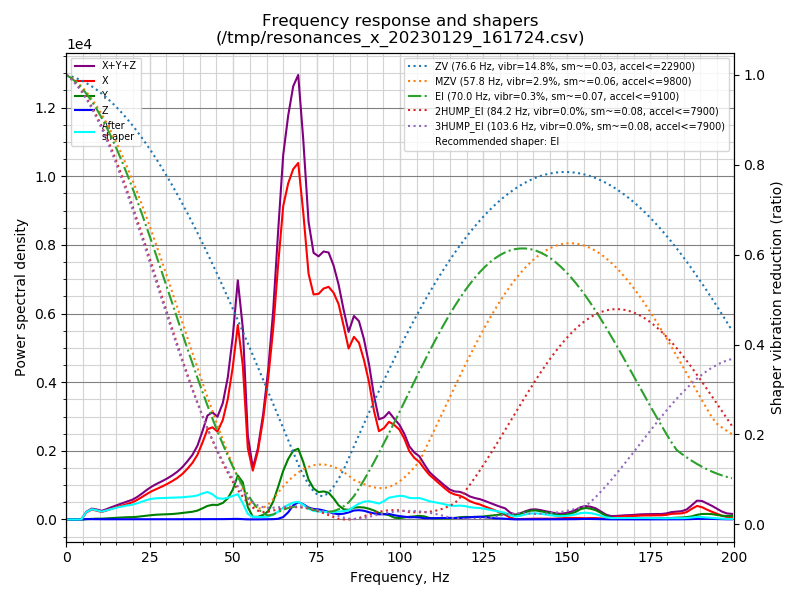 Frequency response and shapers
(/tmp/resonances_x_20230129_161724.csv)
1e4
X+Y+Z
X
Y
Z
After
shaper
ZV (76.6 Hz, vibr=14.8%, sm~=0.03, accel<=22900)
MZV (57.8 Hz, vibr=2.9%, sm~=0.06, accel<=9800)
EI (70.0 Hz, vibr=0.3%, sm~=0.07, accel<=9100)
2HUMP_EI (84.2 Hz, vibr=0.0%, sm~=0.08, accel<=7900)
3HUMP_EI (103.6 Hz, vibr=0.0%, sm~=0.08, accel<=7900)
Recommended shaper: EI
Power spectral density
1.2
1.0
0.8
0.6
0.4
0.2
0.0
1.0
0.8
0.6
0.4
0.2
0.0
Shaper vibration reduction (ratio)
0 25 50 75 100 125 150 175 200
Frequency, Hz